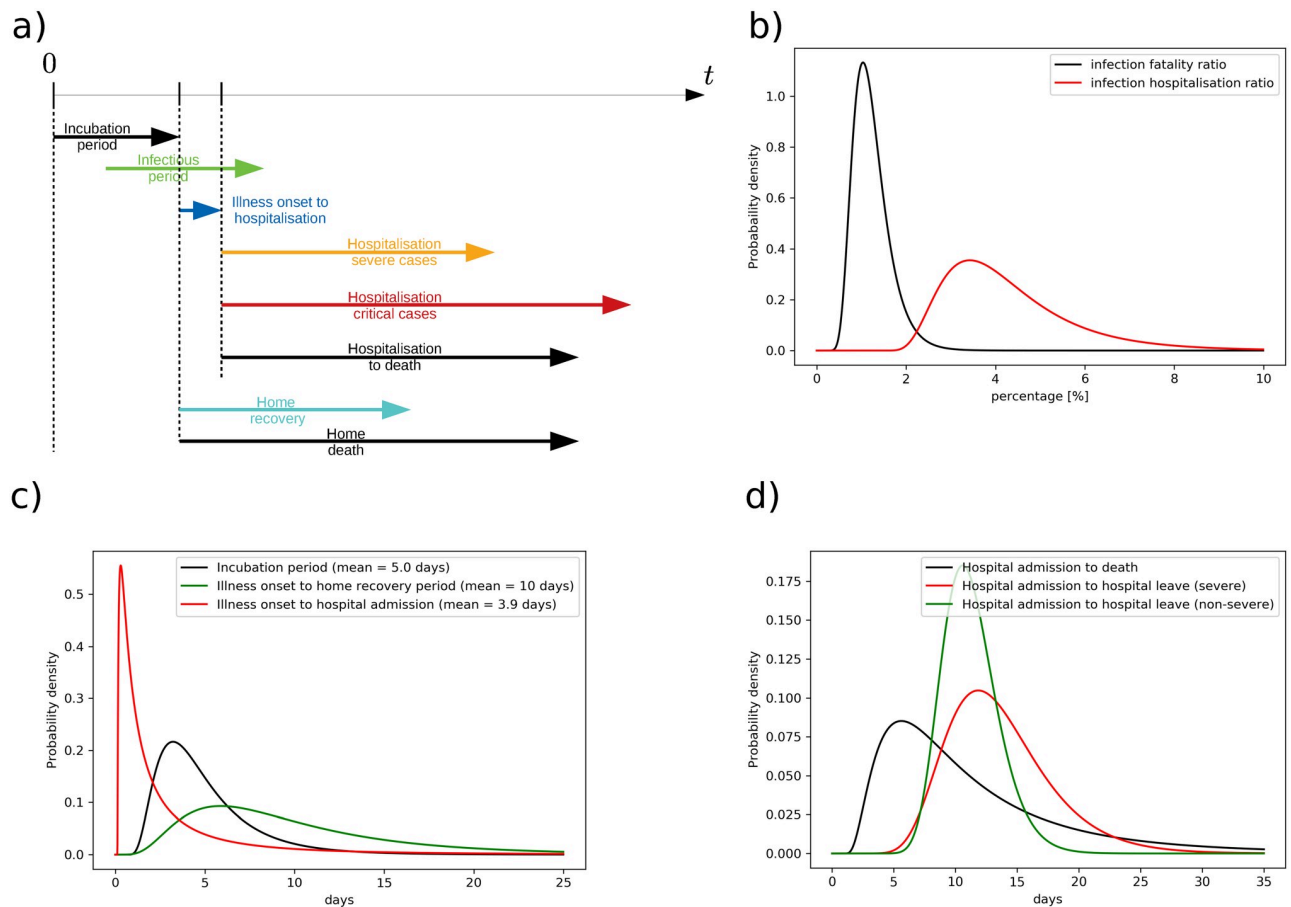 a)
0
t
Incubation
period
Infectious
period
Illness onset to
hospitalisation
Hospitalisation
severe cases
Hospitalisation
critical cases
Hospitalisation
to death
Home
recovery
Home
death
b)
infection fatality ratio
infection hospitalisation ratio
Probabability density
1.0
0.8
0.6
0.4
0.2
0.0
0 2 4 6 8 10
percentage [%]
c)
Incubation period (mean = 5.0 days)
Illness onset to home recovery period (mean = 10 days)
Illness onset to hospital admission (mean = 3.9 days)
Probability density
0.5
0.4
0.3
0.2
0.1
0.0
0 5 10 15 20 25
days
d)
Hospital admission to death
Hospital admission to hospital leave (severe)
Hospital admission to hospital leave (non-severe)
Probability density
0.175
0.150
0.125
0.100
0.075
0.050
0.025
0.000
0 5 10 15 20 25 30 35
days